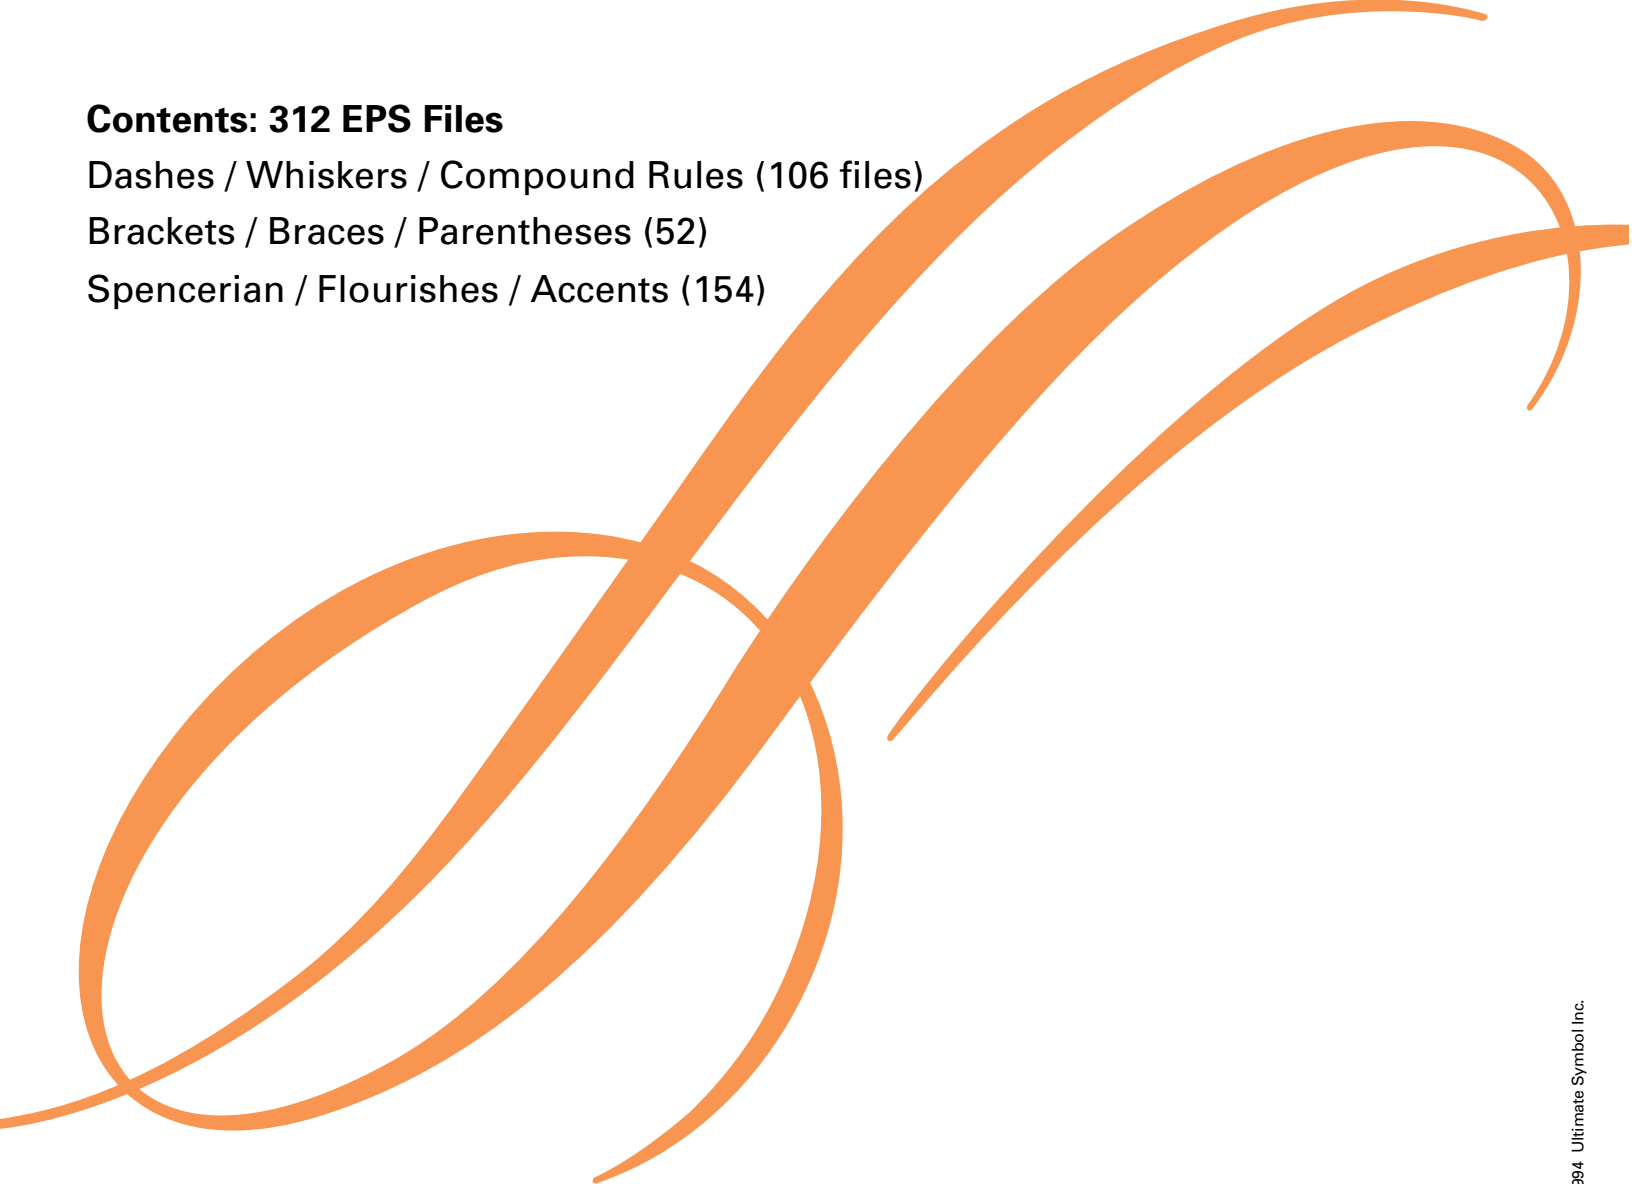 Contents: 312 EPS Files
Dashes / Whiskers / Compound Rules (106 files)
Brackets / Braces / Parentheses (52)
Spencerian / Flourishes / Accents (154)
Ultimate Symbol Inc.